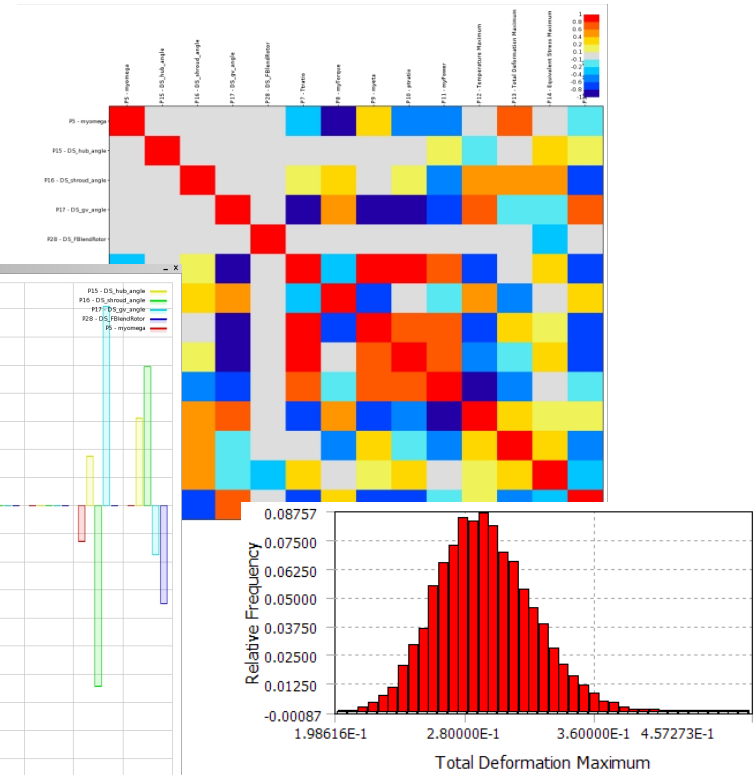 P5 - myomega
P15 - DS_hub_angle
P16 - DS_shroud_angle
P17 - DS_gv_angle
P28 - DS_FBlendRotor
P8 - myTorque
P9 - myeta
P10 - ptratio
P11 - myPower
P12 - Temperature Maximum
P13 - Total Deformation Maximum
P14 - Equivalent Stress Maximum
1
0.8
0.6
0.4
0.2
0.1
-0.1
-0.2
-0.4
-0.6
-0.8
P5 - myomega
P15 - DS_hub_angle
P16 - DS_shroud_angle
P17 - DS_gv_angle
P28 - DS_FBlendRotor
P15 - DS_hub_angle
P16 - DS_shroud_angle
P17 - DS_gv_angle
P28 - DS_FBlendRotor
P5 - myomega
0.08757
0.07500
0.06250
0.05000
0.03750
0.02500
0.01250
-0.00087
Relative Frequency
1.98616E-1
2.80000E-1
3.60000E-1
4.57273E-1
Total Deformation Maximum